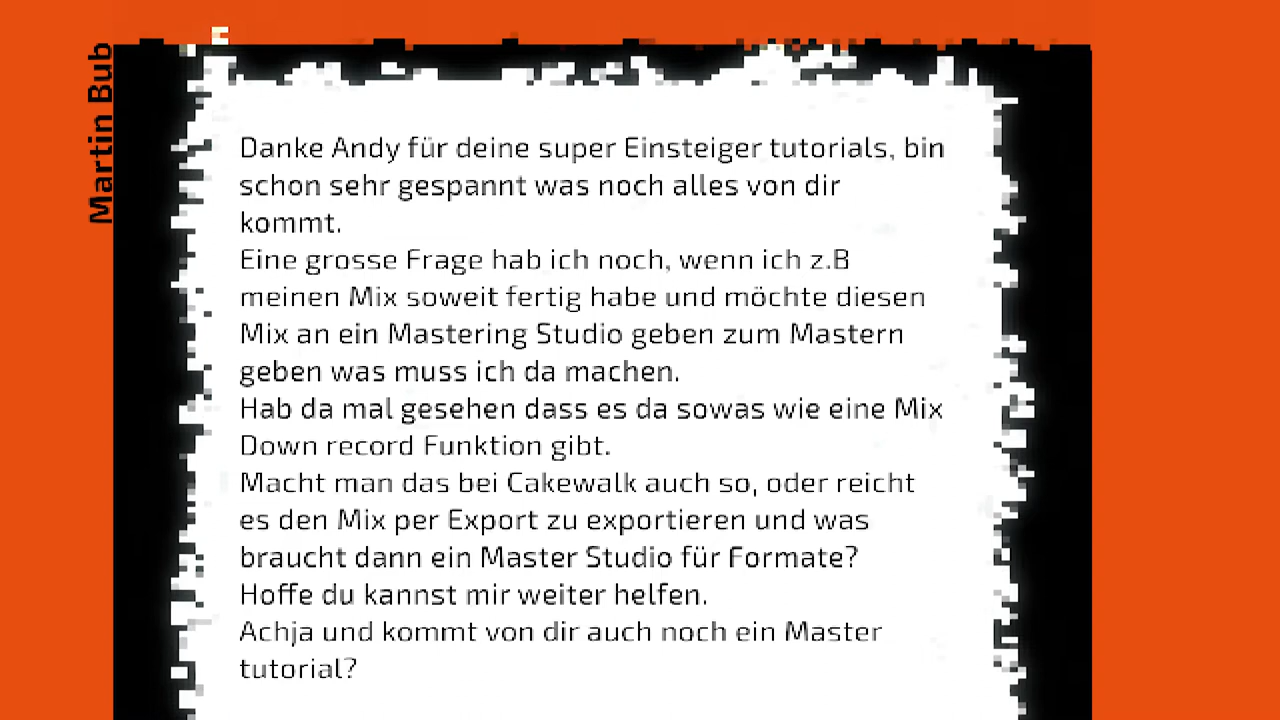 Martin Bub
Danke Andy für deine super Einsteiger tutorials, bin
schon sehr gespannt was noch alles von dir
kommt.
Eine grosse Frage hab ich noch, wenn ich z.B
meinen Mix soweit fertig habe und möchte diesen
Mix an ein Mastering Studio geben zum Mastern
geben was muss ich da machen.
Hab da mal gesehen dass es da sowas wie eine Mix
Down record Funktion gibt.
Macht man das bei Cakewalk auch so, oder reicht
es den Mix per Export zu exportieren und was
braucht dann ein Master Studio für Formate?
Hoffe du kannst mir weiter helfen.
Achja und kommt von dir auch noch ein Master
tutorial?